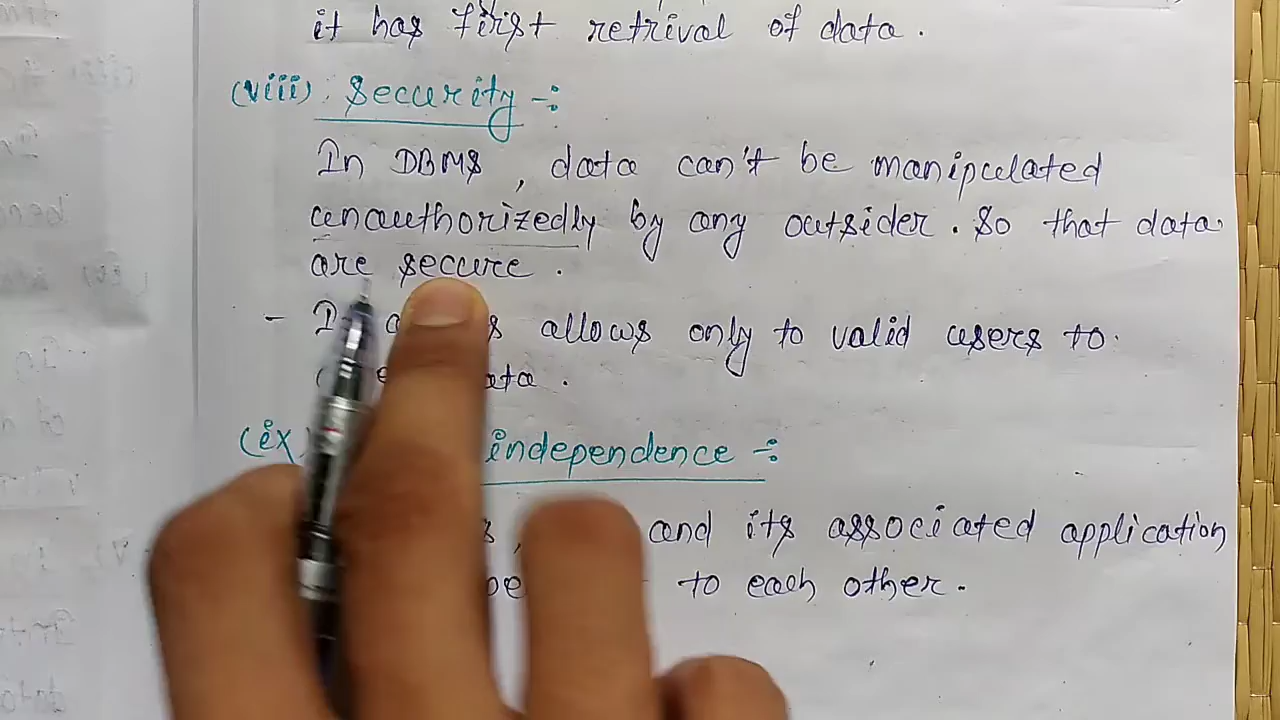 it has first retrival of data.
(viii). Security -:
In DBMS, data can't be manipulated
unauthorizedly by any outsider. So that data
are secure.
- allows only to valid users to
(ix) independence -:
and its associated application
to each other.